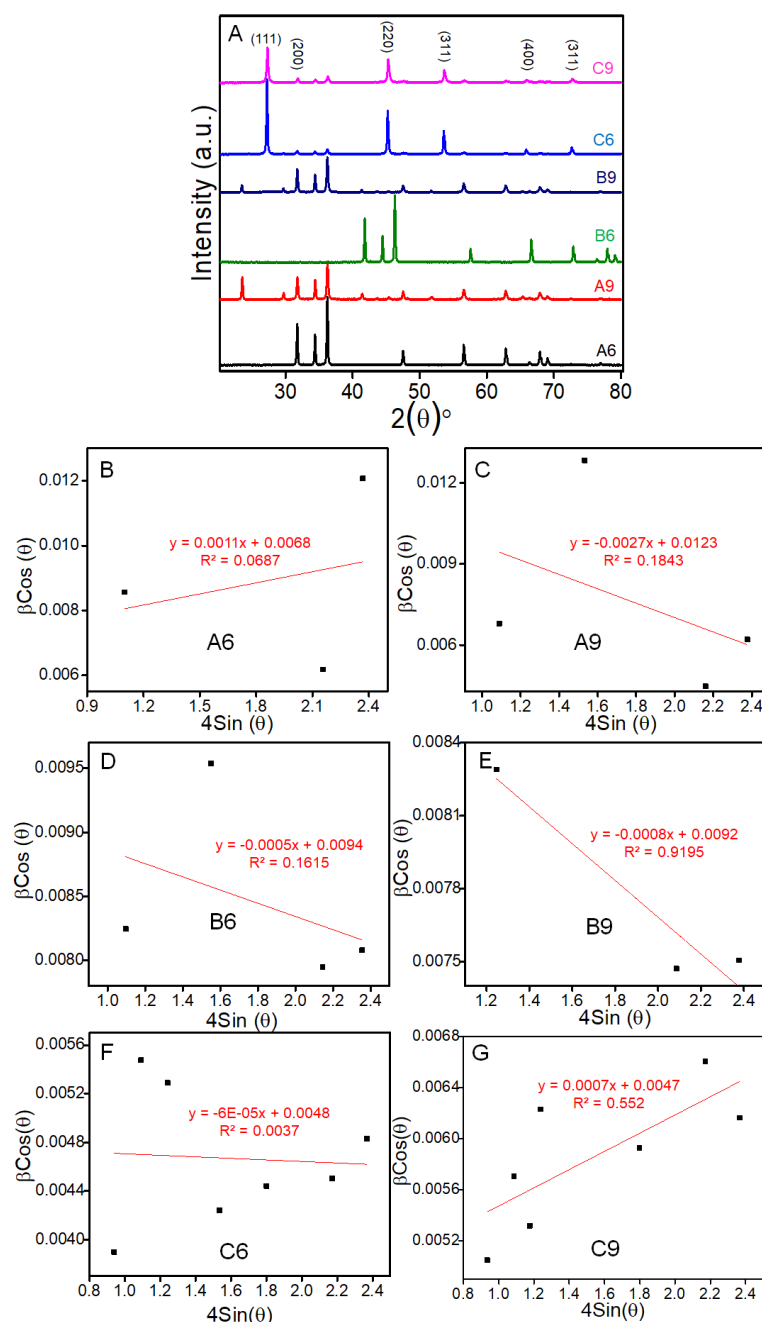 A
(111)
(200)
(220)
(311)
(400)
(311)
C9
C6
B9
B6
A9
A6
Intensity (a.u.)
30 40 50 60 70 80
2(θ)°
B
0.012
0.010
0.008
0.006
βCos (θ)
y = 0.0011x + 0.0068
R² = 0.0687
A6
0.9 1.2 1.5 1.8 2.1 2.4
4Sin (θ)
C
0.012
0.009
0.006
βCos (θ)
y = -0.0027x + 0.0123
R² = 0.1843
A9
1.0 1.2 1.4 1.6 1.8 2.0 2.2 2.4
4Sin (θ)
D
0.0095
0.0090
0.0085
0.0080
βCos (θ)
y = -0.0005x + 0.0094
R² = 0.1615
B6
1.0 1.2 1.4 1.6 1.8 2.0 2.2 2.4
4Sin (θ)
E
0.0084
0.0081
0.0078
0.0075
βCos (θ)
y = -0.0008x + 0.0092
R² = 0.9195
B9
1.2 1.4 1.6 1.8 2.0 2.2 2.4
4Sin (θ)
F
0.0056
0.0052
0.0048
0.0044
0.0040
βCos(θ)
y = -6E-05x + 0.0048
R² = 0.0037
C6
0.8 1.0 1.2 1.4 1.6 1.8 2.0 2.2 2.4
4Sin(θ)
G
0.0068
0.0064
0.0060
0.0056
0.0052
βCos(θ)
y = 0.0007x + 0.0047
R² = 0.552
C9
0.8 1.0 1.2 1.4 1.6 1.8 2.0 2.2 2.4
4Sin(θ)